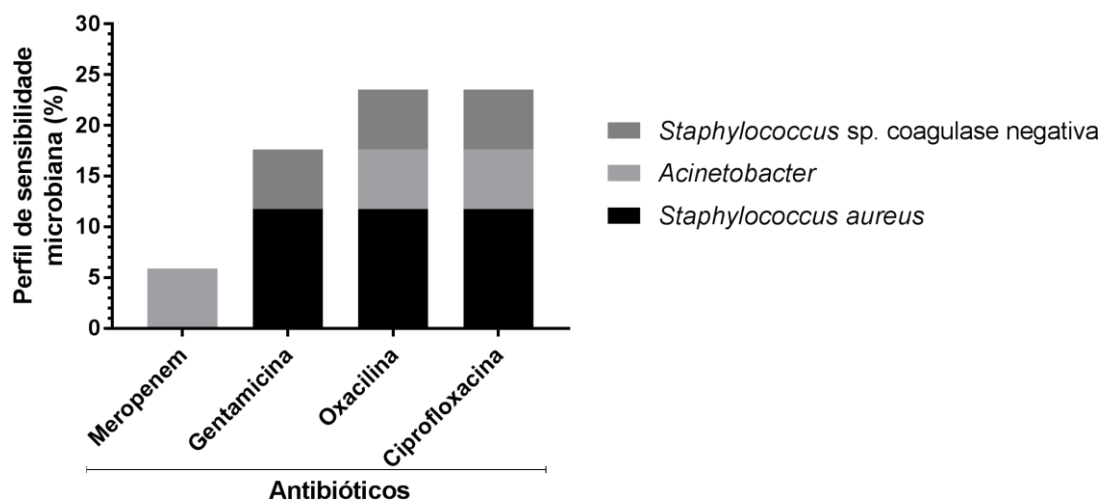 Perfil de sensibilidade
microbiana (%)
30
25
20
15
10
5
0
Meropenem
Gentamicina
Oxacilina
Ciprofloxacina
Antibióticos
Staphylococcus sp. coagulase negativa
Acinetobacter
Staphylococcus aureus